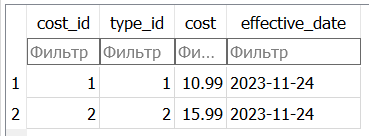 cost_id type_id cost effective_date
Фильтр Фильтр Фи... Фильтр
1 1 1 10.99 2023-11-24
2 2 2 15.99 2023-11-24